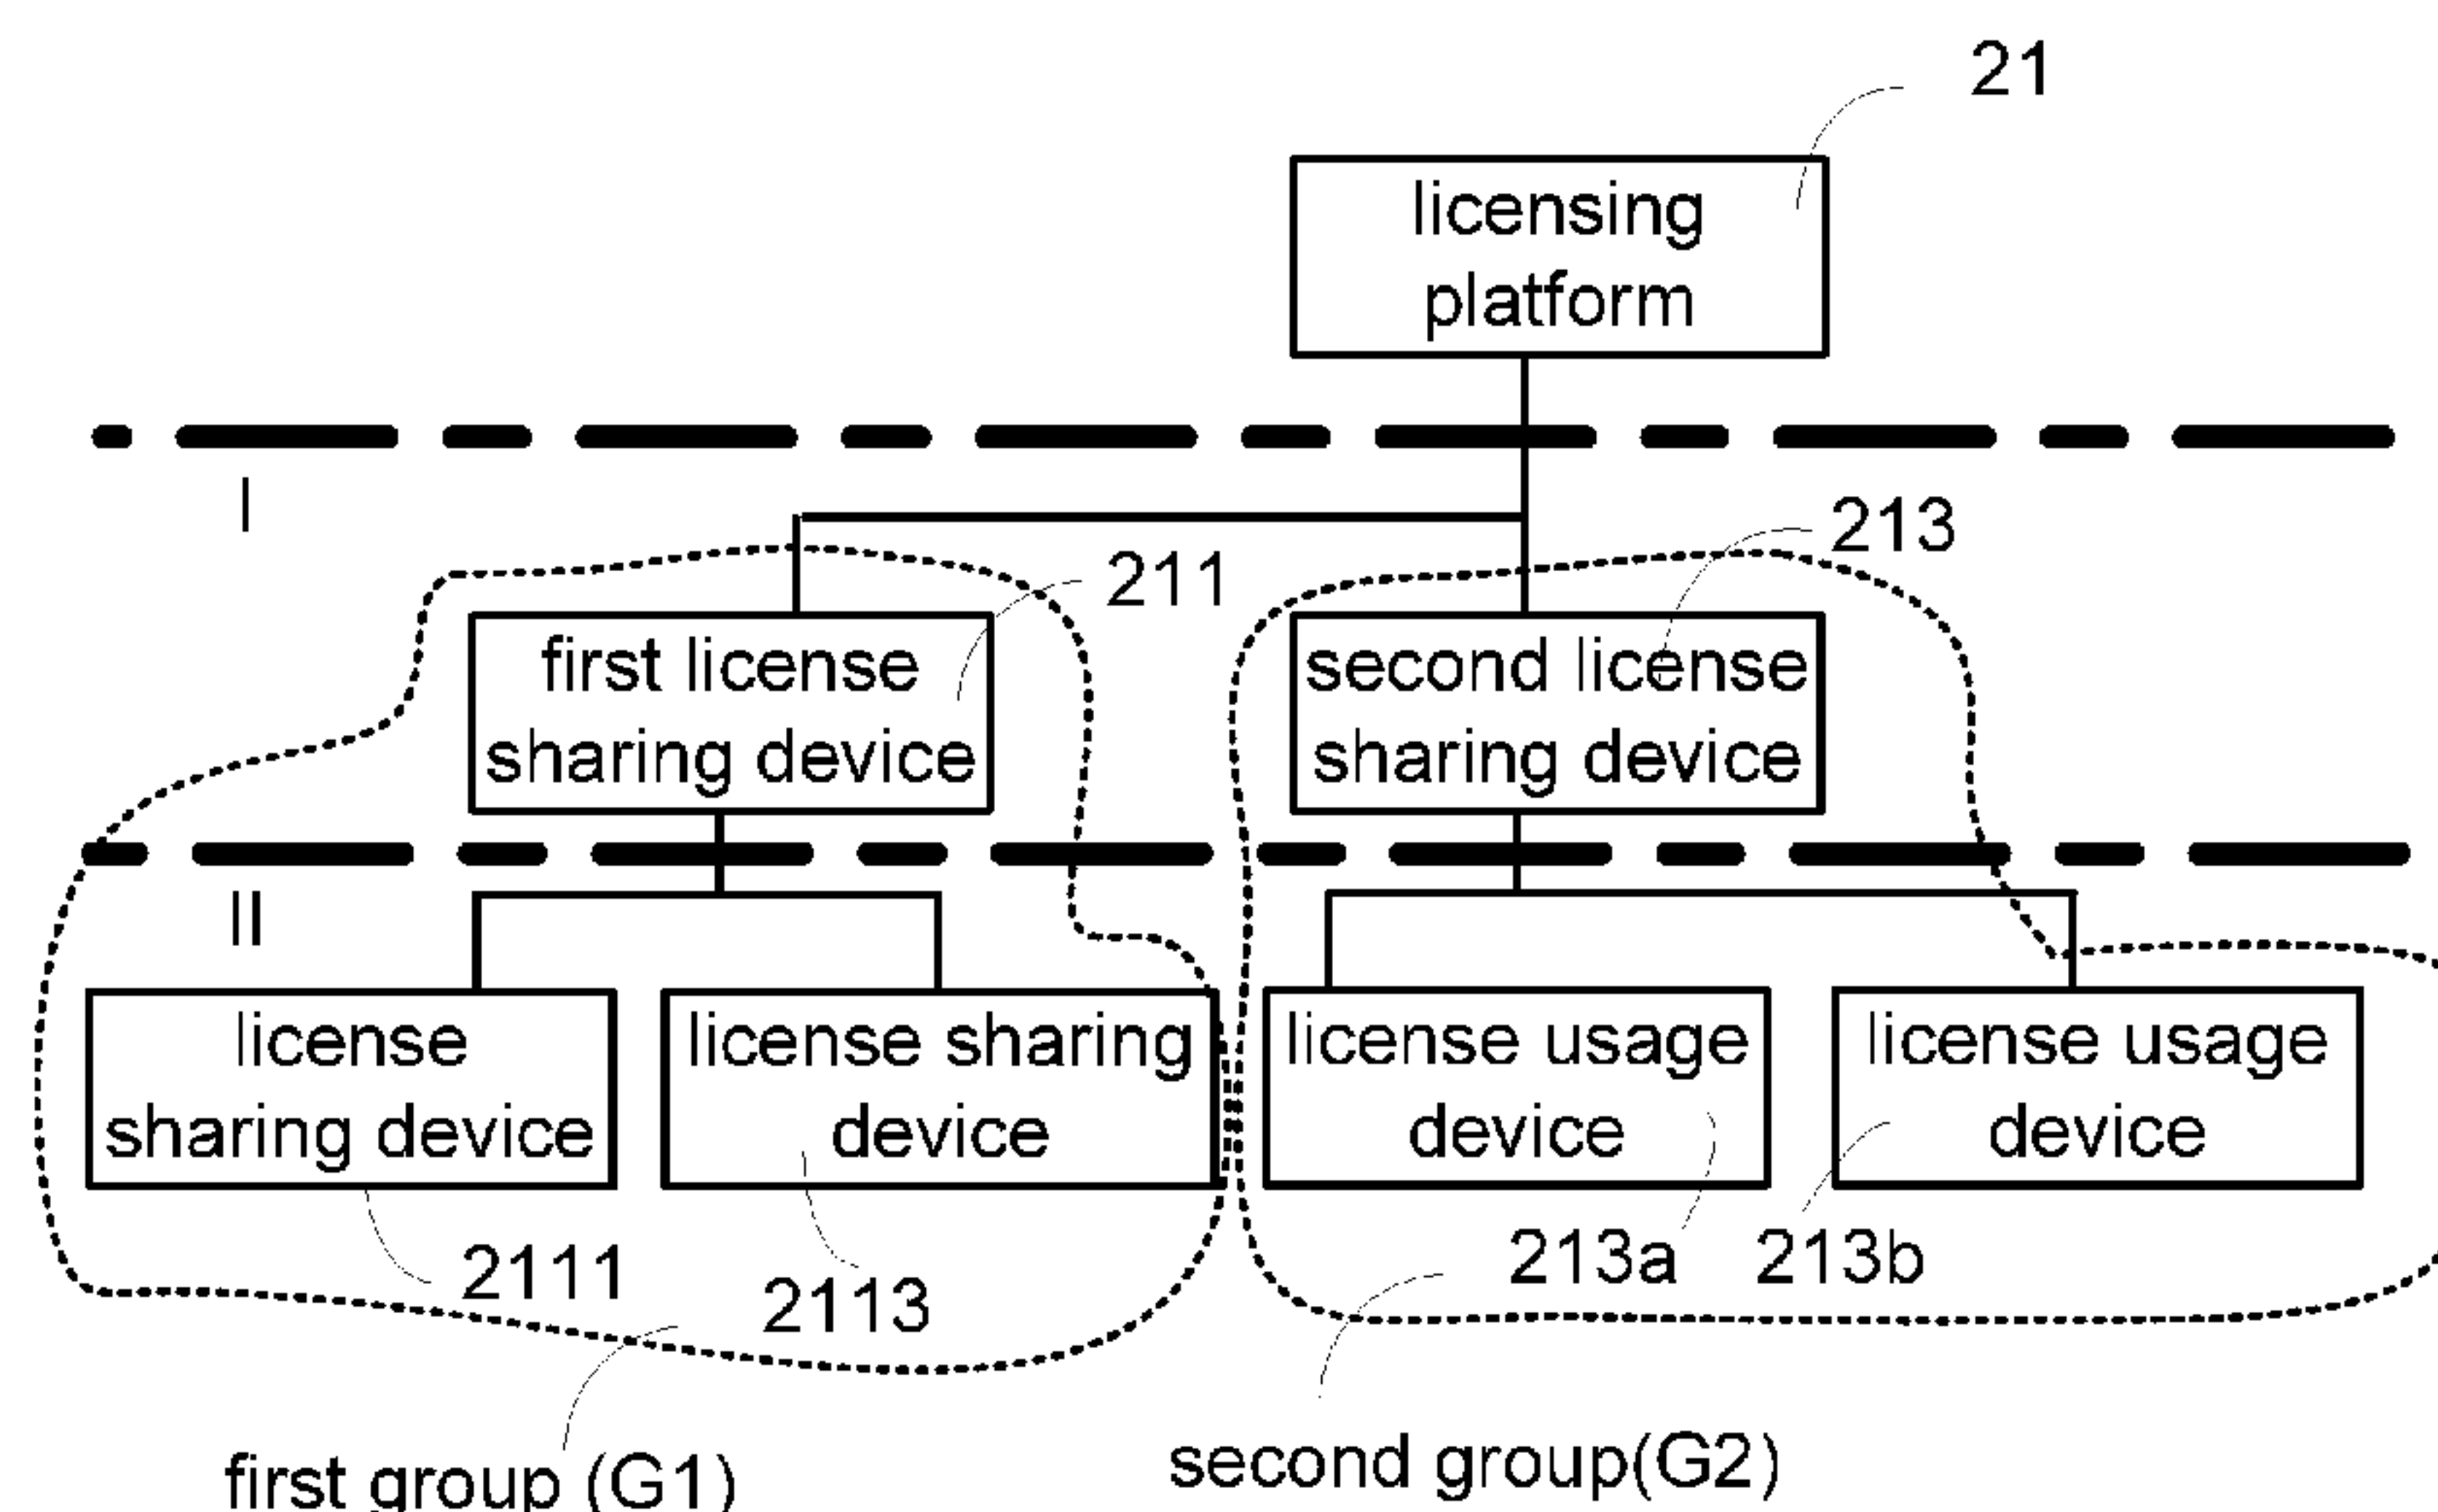 21
licensing
platform
I
213
211
first license
sharing device
second license
sharing device
II
license
sharing device
license sharing
device
license usage
device
license usage
device
2111
2113
213a
213b
first group (G1)
second group(G2)